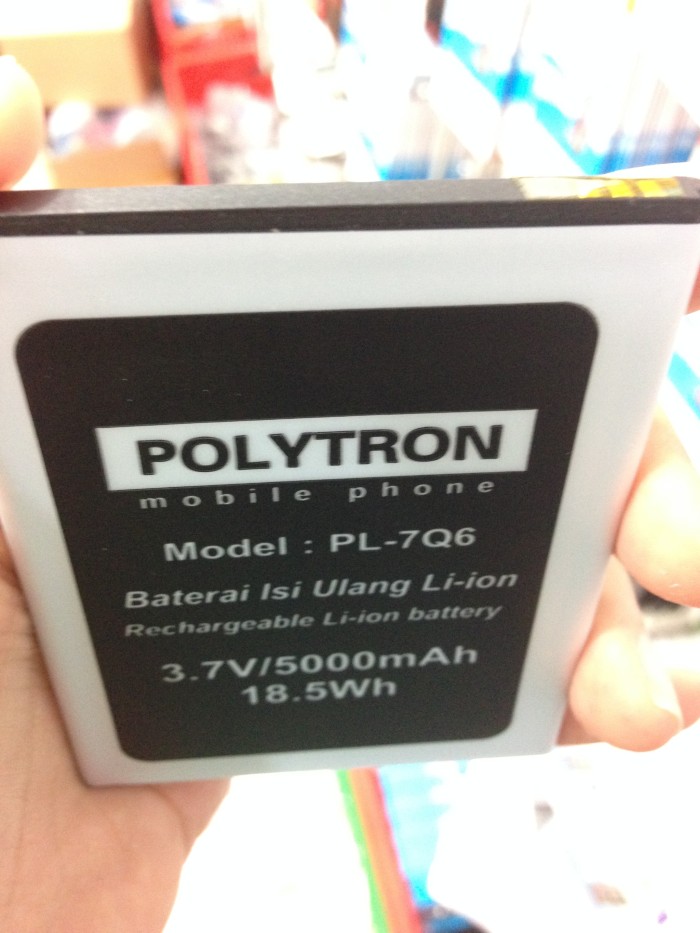 POLYTRON
mobile phone
Model : PL-7Q6
Baterai Isi Ulang Li-ion
Rechargeable Li-ion battery
3.7V/5000mAh
18.5Wh